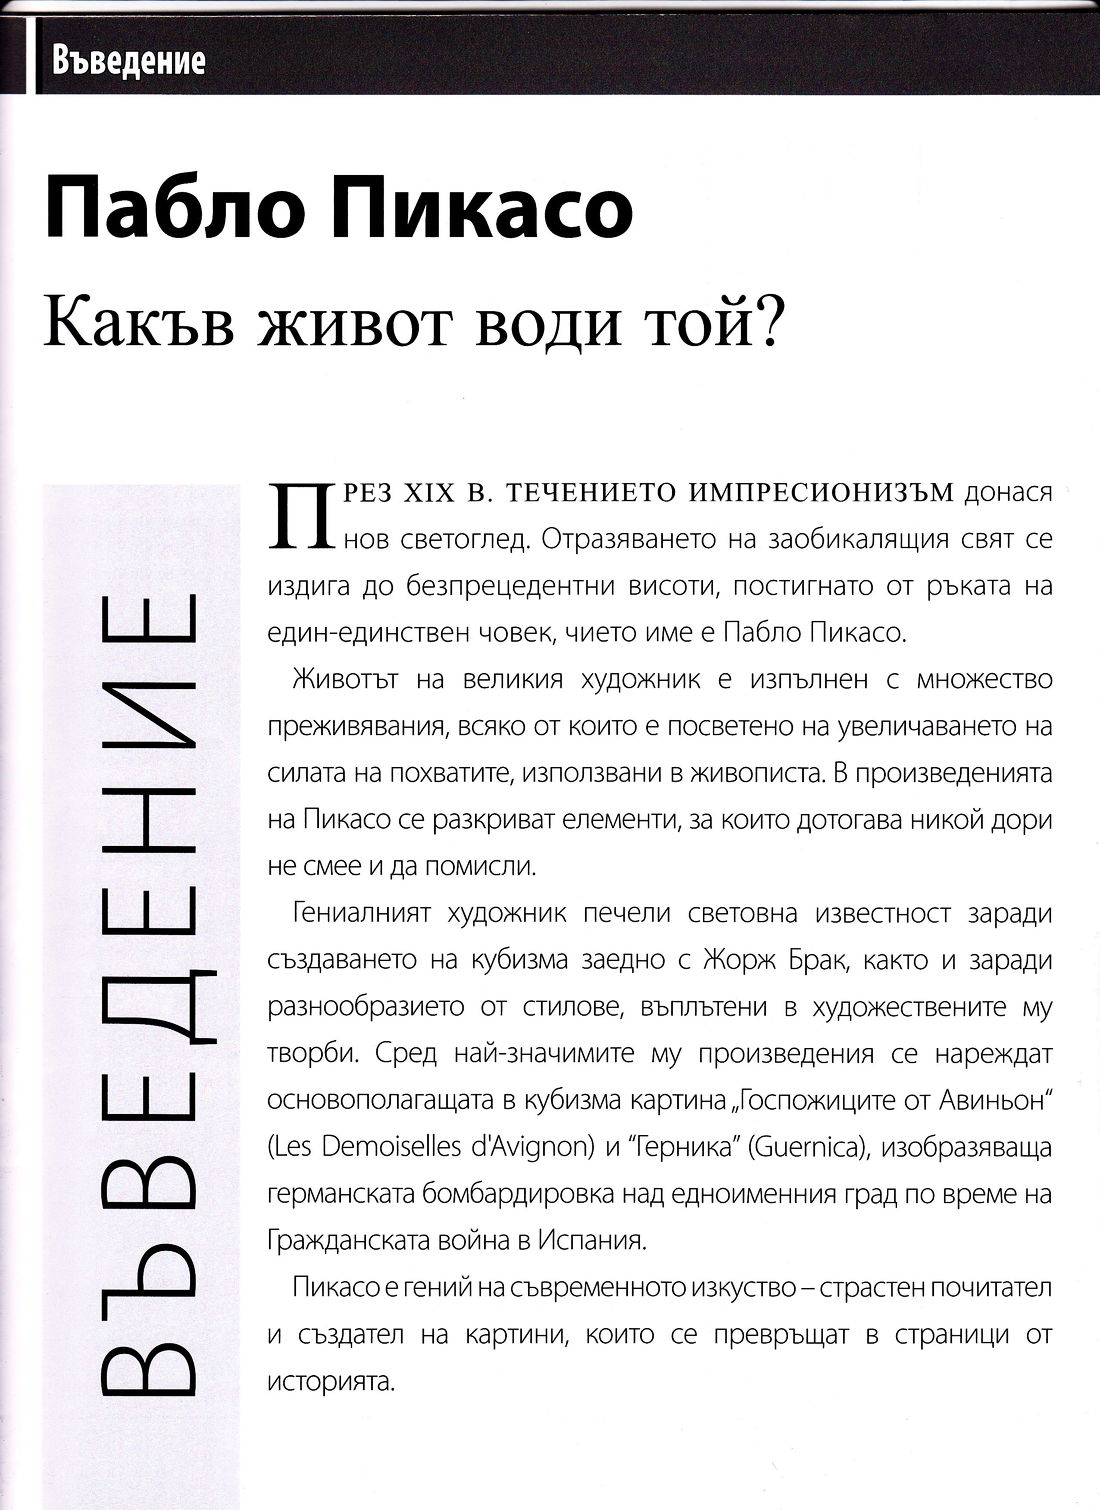 Въведение
Пабло Пикасо
Какъв живот води той?
ВЪВЕДЕНИЕ
ПРЕЗ XIX В. ТЕЧЕНИЕТО ИМПРЕСИОНИЗЪМ донася
нов светоглед. Отразяването на заобикалящия свят се
издига до безпрецедентни висоти, постигнато от ръката на
един-единствен човек, чието име е Пабло Пикасо.
Животът на великия художник е изпълнен с множество
преживявания, всяко от които е посветено на увеличаването на
силата на похватите, използвани в живописта. В произведенията
на Пикасо се разкриват елементи, за които дотогава никой дори
не смее и да помисли.
Гениалният художник печели световна известност заради
създаването на кубизма заедно с Жорж Брак, както и заради
разнообразието от стилове, въплътени в художествените му
творби. Сред най-значимите му произведения се нареждат
основополагащата в кубизма картина „Госпожиците от Авиньон“
(Les Demoiselles d'Avignon) и “Герника” (Guernica), изобразяваща
германската бомбардировка над едноименния град по време на
Гражданската война в Испания.
Пикасо е гений на съвременното изкуство – страстен почитател
и създател на картини, които се превръщат в страници от
историята.